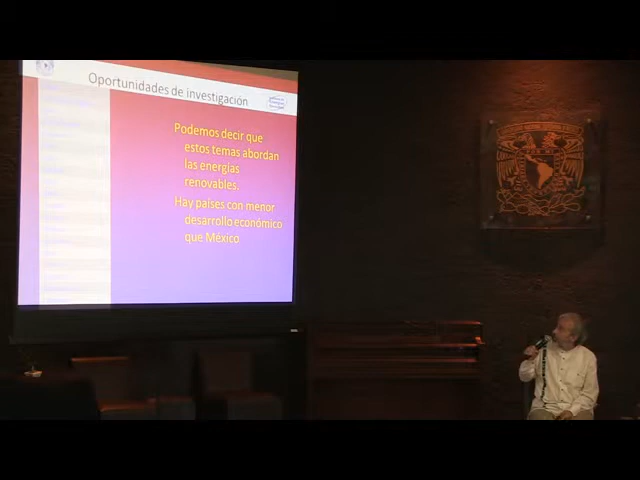 Oportunidades de investigación
Podemos decir que
estos temas abordan
las energías
renovables.
Hay países con menor
desarrollo económico
que México